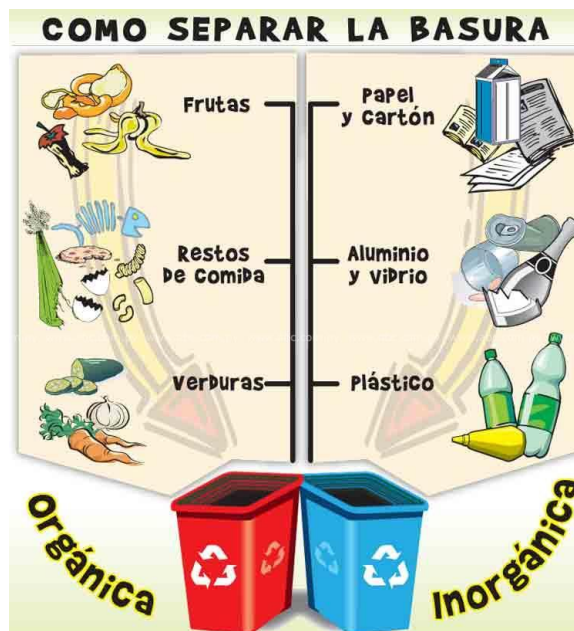 COMO SEPARAR LA BASURA
Frutas
Restos
de comida
Verduras
Papel
y cartón
Aluminio
y vidrio
Plástico
Orgánica
Inorgánica